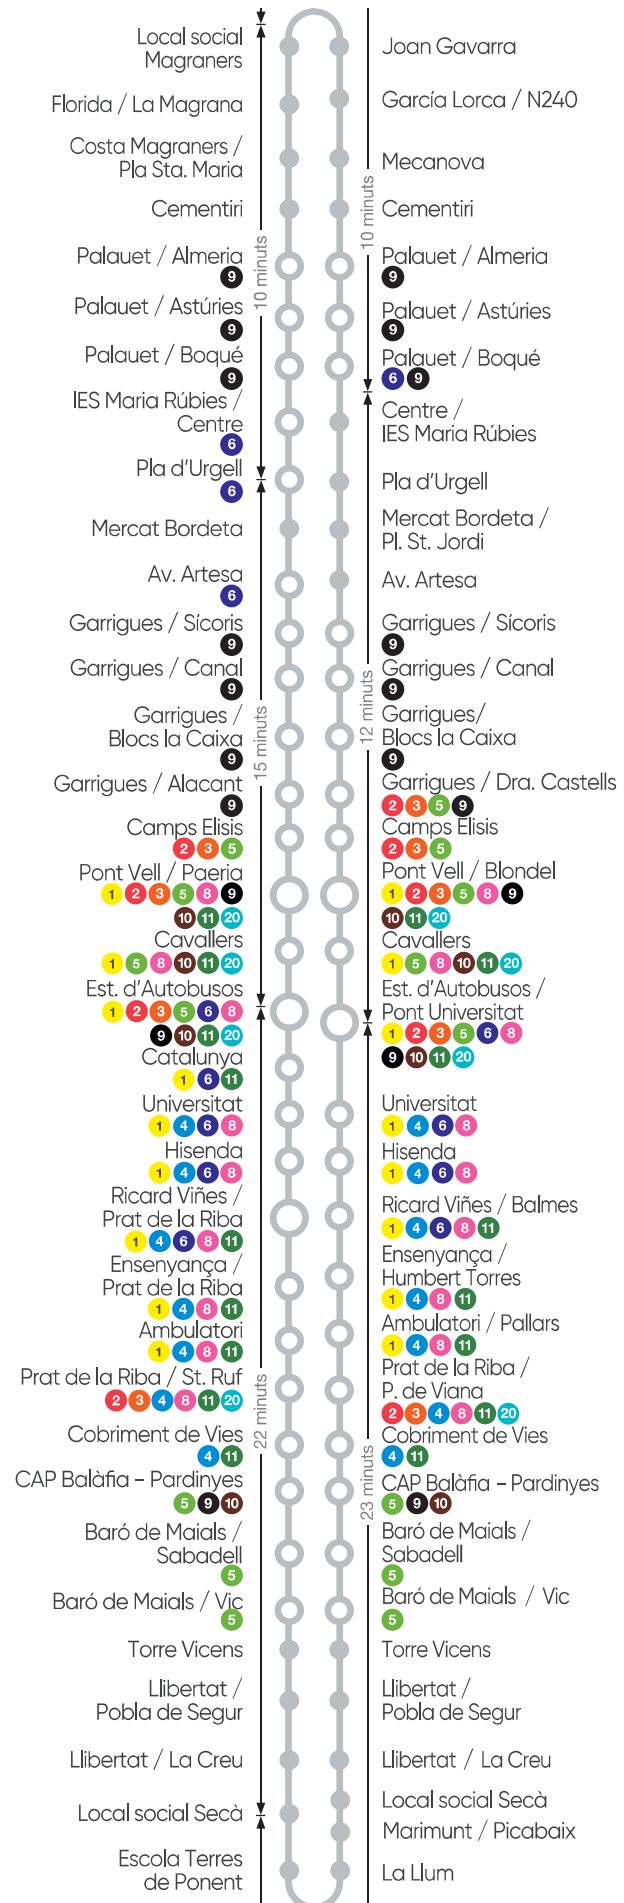 Local social
Magraners
Florida / La Magrana
Costa Magraners /
Pla Sta. Maria
Cementiri
Palauet / Almeria
9
Palauet / Astúries
9
Palauet / Boqué
9
IES Maria Rúbies /
Centre
6
Pla d'Urgell
6
Mercat Bordeta
Av. Artesa
6
Garrigues / Sícoris
9
Garrigues / Canal
9
Garrigues /
Blocs la Caixa
9
Garrigues / Alacant
9
Camps Elisis
2 3 5
Pont Vell / Paeria
1 2 3 5 8 9
10 11 20
Cavallers
1 5 8 10 11 20
Est. d'Autobusos
1 2 3 5 6 8
9 10 11 20
Catalunya
1 6 11
Universitat
1 4 6 8
Hisenda
1 4 6 8
Ricard Viñes /
Prat de la Riba
1 4 6 8 11
Ensenyança /
Prat de la Riba
1 4 8 11
Ambulatori
1 4 8 11
Prat de la Riba / St. Ruf
2 3 4 8 11 20
Cobriment de Vies
4 11
CAP Balàfia - Pardinyes
5 9 10
Baró de Maials /
Sabadell
5
Baró de Maials / Vic
5
Torre Vicens
Llibertat /
Pobla de Segur
Llibertat / La Creu
Local social Secà
Escola Terres
de Ponent
10 minuts
15 minuts
22 minuts
10 minuts
12 minuts
23 minuts
Joan Gavarra
García Lorca / N240
Mecanova
Cementiri
Palauet / Almeria
9
Palauet / Astúries
9
Palauet / Boqué
6 9
Centre /
IES Maria Rúbies
Pla d'Urgell
Mercat Bordeta /
Pl. St. Jordi
Av. Artesa
Garrigues / Sícoris
9
Garrigues / Canal
9
Garrigues/
Blocs la Caixa
9
Garrigues / Dra. Castells
2 3 5 9
Camps Elisis
2 3 5
Pont Vell / Blondel
1 2 3 5 8 9
10 11 20
Cavallers
1 5 8 10 11 20
Est. d'Autobusos /
Pont Universitat
1 2 3 5 6 8
9 10 11 20
Universitat
1 4 6 8
Hisenda
1 4 6 8
Ricard Viñes / Balmes
1 4 6 8 11
Ensenyança /
Humbert Torres
1 4 8 11
Ambulatori / Pallars
1 4 8 11
Prat de la Riba /
P. de Viana
2 3 4 8 11 20
Cobriment de Vies
4 11
CAP Balàfia - Pardinyes
5 9 10
Baró de Maials /
Sabadell
5
Baró de Maials / Vic
5
Torre Vicens
Llibertat /
Pobla de Segur
Llibertat / La Creu
Local social Secà
Marimunt / Picabaix
La Llum